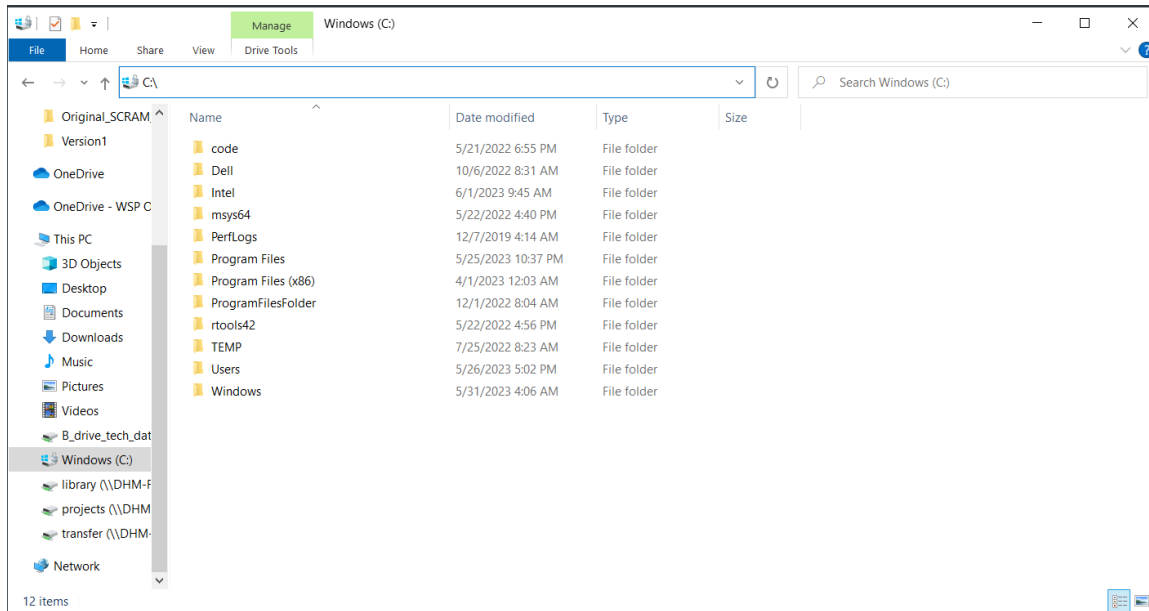 Manage Windows (C:)
File Home Share View Drive Tools
C:\ Search Windows (C:)
Original_SCRAM_
Version1
OneDrive
OneDrive - WSP O
This PC
3D Objects
Desktop
Documents
Downloads
Music
Pictures
Videos
B_drive_tech_dat
Windows (C:)
library (\\DHM-F
projects (\\DHM
transfer (\\DHM-
Network
Name Date modified Type Size
code 5/21/2022 6:55 PM File folder
Dell 10/6/2022 8:31 AM File folder
Intel 6/1/2023 9:45 AM File folder
msys64 5/22/2022 4:40 PM File folder
PerfLogs 12/7/2019 4:14 AM File folder
Program Files 5/25/2023 10:37 PM File folder
Program Files (x86) 4/1/2023 12:03 AM File folder
ProgramFilesFolder 12/1/2022 8:04 AM File folder
rtools42 5/22/2022 4:56 PM File folder
TEMP 7/25/2022 8:23 AM File folder
Users 5/26/2023 5:02 PM File folder
Windows 5/31/2023 4:06 AM File folder
12 items